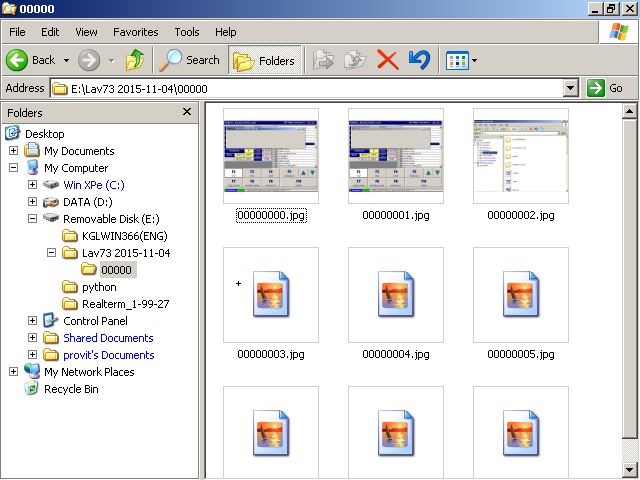 00000
File Edit View Favorites Tools Help
Back Search Folders
Address E:\Lav73 2015-11-04\00000 Go
Folders
Desktop
My Documents
My Computer
Win XPe (C:)
DATA (D:)
Removable Disk (E:)
KGLWIN366(ENG)
Lav73 2015-11-04
00000
python
Realterm_1-99-27
Control Panel
Shared Documents
provit's Documents
My Network Places
Recycle Bin
00000000.jpg 00000001.jpg 00000002.jpg
00000003.jpg 00000004.jpg 00000005.jpg